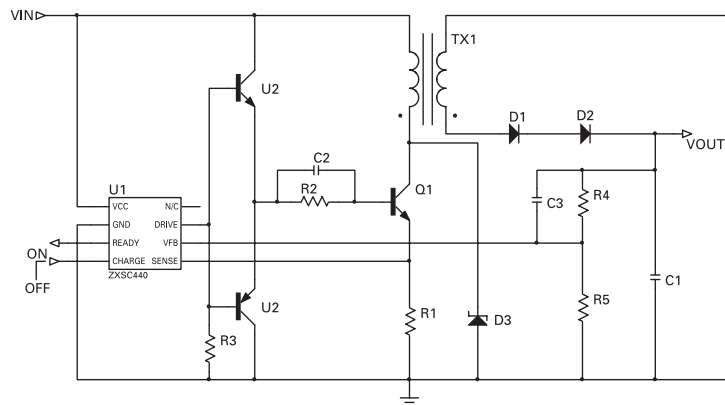 VIN
TX1
U2
D1
D2
VOUT
C2
R2
Q1
U1
VCC
N/C
GND
DRIVE
READY
VFB
CHARGE
SENSE
ZXSC440
ON
OFF
C3
R4
C1
U2
R3
R1
D3
R5